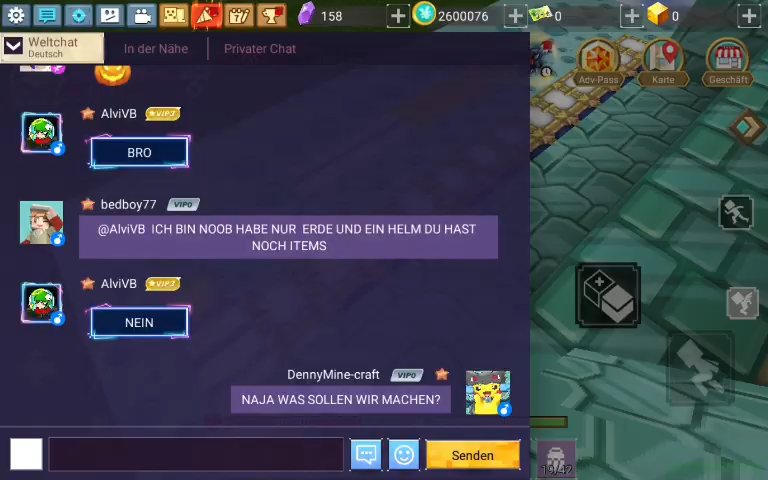 158
2600076
0
0
Weltchat
Deutsch
In der Nähe
Privater Chat
Adv-Pass
Karte
Geschäft
AlviVB VIP3
BRO
bedboy77 VIP0
@AlviVB ICH BIN NOOB HABE NUR ERDE UND EIN HELM DU HAST
NOCH ITEMS
AlviVB VIP3
NEIN
DennyMine-craft VIP0
NAJA WAS SOLLEN WIR MACHEN?
Senden
19/47